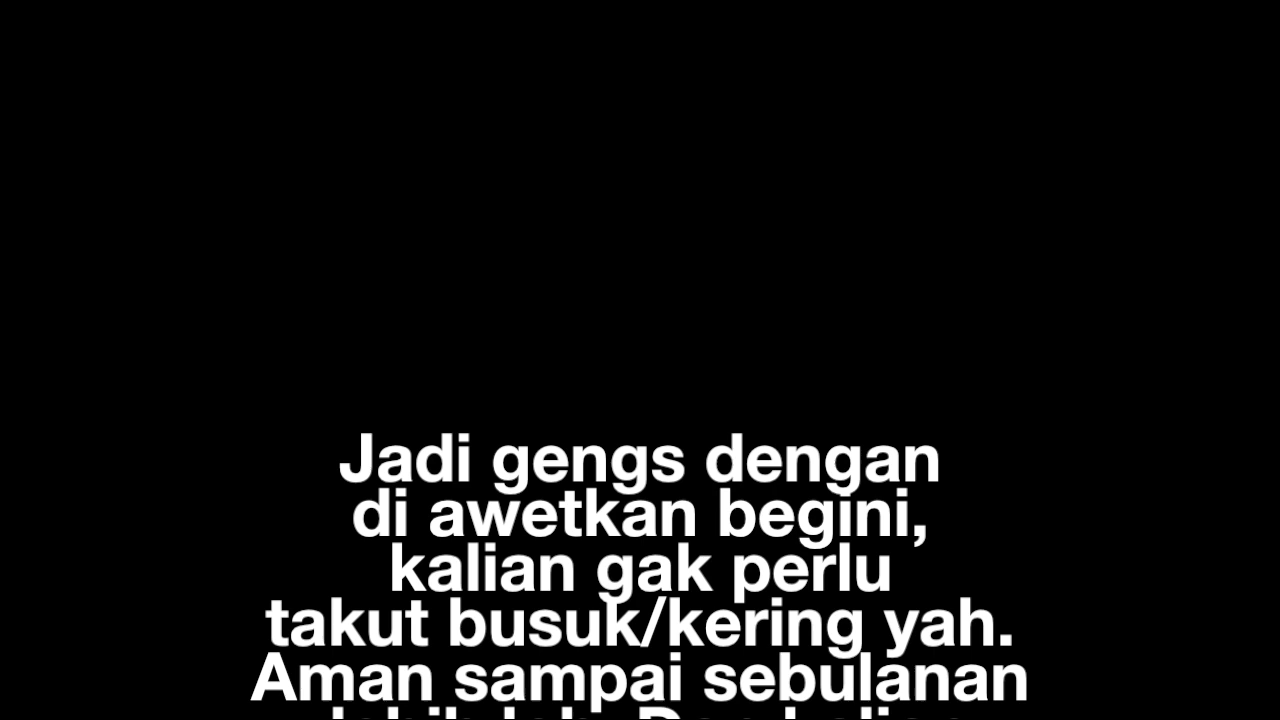 Jadi gengs dengan
di awetkan begini,
kalian gak perlu
takut busuk/kering yah.
Aman sampai sebulanan